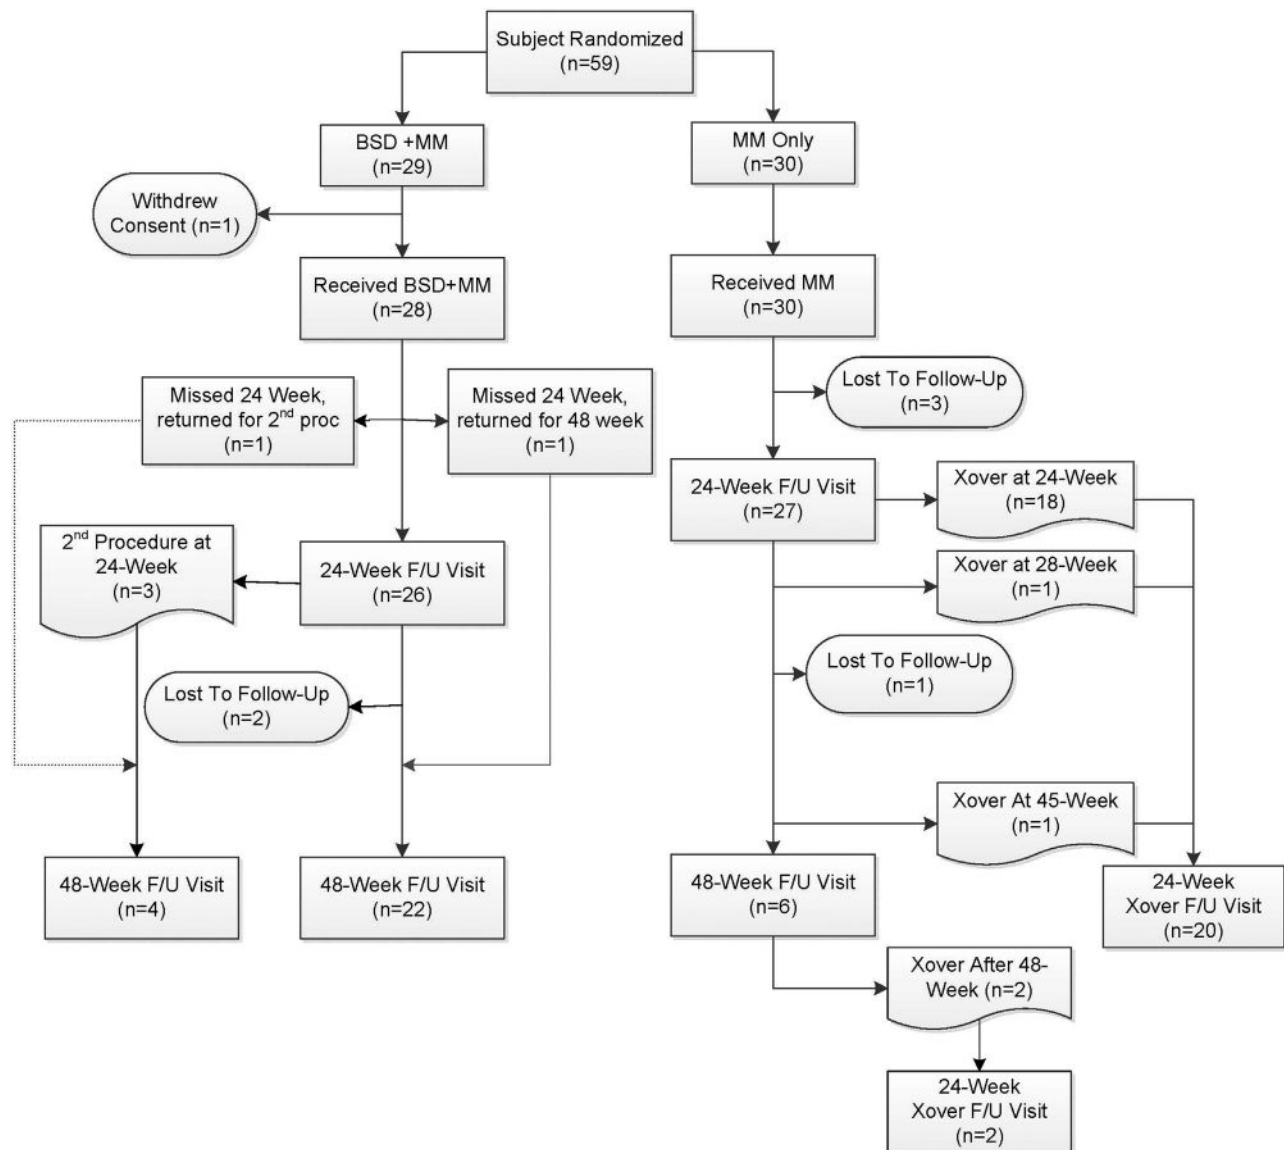 Subject Randomized
(n=59)
BSD +MM
(n=29)
MM Only
(n=30)
Withdrew
Consent (n=1)
Received BSD+MM
(n=28)
Received MM
(n=30)
Missed 24 Week,
returned for 2nd proc
(n=1)
Missed 24 Week,
returned for 48 week
(n=1)
Lost To Follow-Up
(n=3)
24-Week F/U Visit
(n=27)
Xover at 24-Week
(n=18)
2nd Procedure at
24-Week
(n=3)
24-Week F/U Visit
(n=26)
Xover at 28-Week
(n=1)
Lost To Follow-Up
(n=2)
Lost To Follow-Up
(n=1)
Xover At 45-Week
(n=1)
48-Week F/U Visit
(n=4)
48-Week F/U Visit
(n=22)
48-Week F/U Visit
(n=6)
24-Week
Xover F/U Visit
(n=20)
Xover After 48-
Week (n=2)
24-Week
Xover F/U Visit
(n=2)